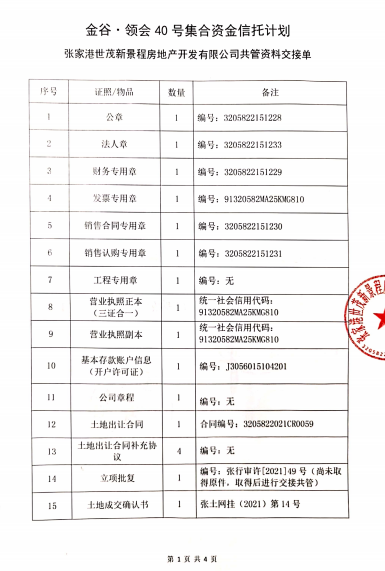 金谷·领会 40 号集合资金信托计划
张家港世茂新景程房地产开发有限公司共管资料交接单
序号 证照/物品 数量 备注
1 公章 1 编号：3205822151228
2 法人章 1 编号：3205822151233
3 财务专用章 1 编号：3205822151229
4 发票专用章 1 编号：91320582MA25KMG810
5 销售合同专用章 1 编号：3205822151230
6 销售认购专用章 1 编号：3205822151231
7 工程专用章 1 编号：无
8 营业执照正本 1 统一社会信用代码：
（三证合一） 91320582MA25KMG810
9 营业执照副本 1 统一社会信用代码：
91320582MA25KMG810
10 基本存款账户信息 1 编号：J3056015104201
（开户许可证）
11 公司章程 1 编号：无
12 土地出让合同 1 合同编号：3205822021CR0059
13 土地出让合同补充协 4 编号：无
议
14 立项批复 1 编号：张行审许[2021]49 号（尚未取
得原件，取得后进行交接共管）
15 土地成交确认书 1 张土网挂（2021）第 14 号
张家港世茂新景程
第 1 页 共 4 页